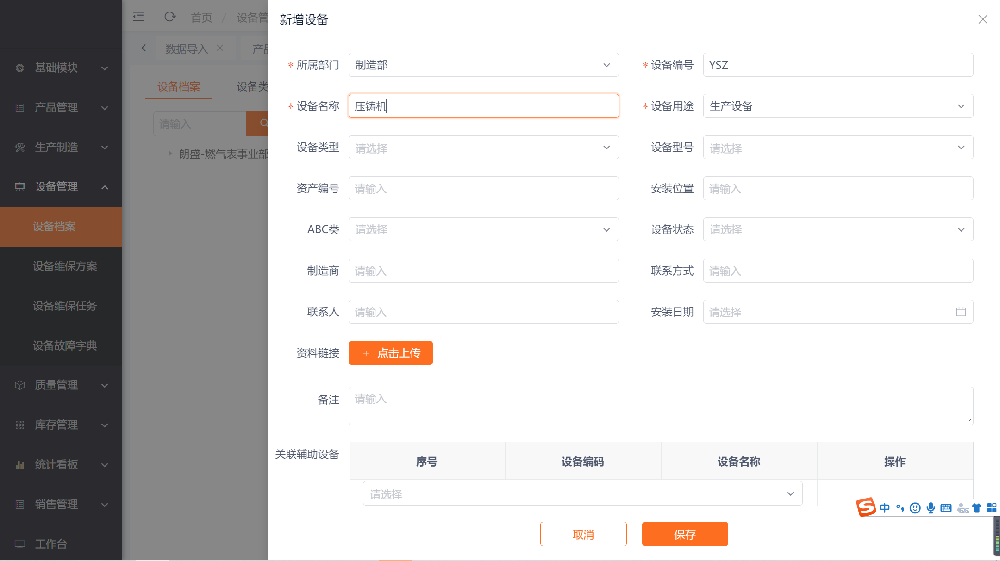 首页 / 设备管
数据导入
产品
设备档案
设备类
请输入
朗盛-燃气表事业部
基础模块
产品管理
生产制造
设备管理
设备档案
设备维保方案
设备维保任务
设备故障字典
质量管理
库存管理
统计看板
销售管理
工作台
新增设备
* 所属部门 制造部
* 设备编号 YSZ
* 设备名称 压铸机
* 设备用途 生产设备
设备类型 请选择
设备型号 请选择
资产编号 请输入
安装位置 请输入
ABC类 请选择
设备状态 请选择
制造商 请输入
联系方式 请输入
联系人 请输入
安装日期 请选择
资料链接 + 点击上传
备注 请输入
关联辅助设备
序号 设备编码 设备名称 操作
请选择
中
取消 保存